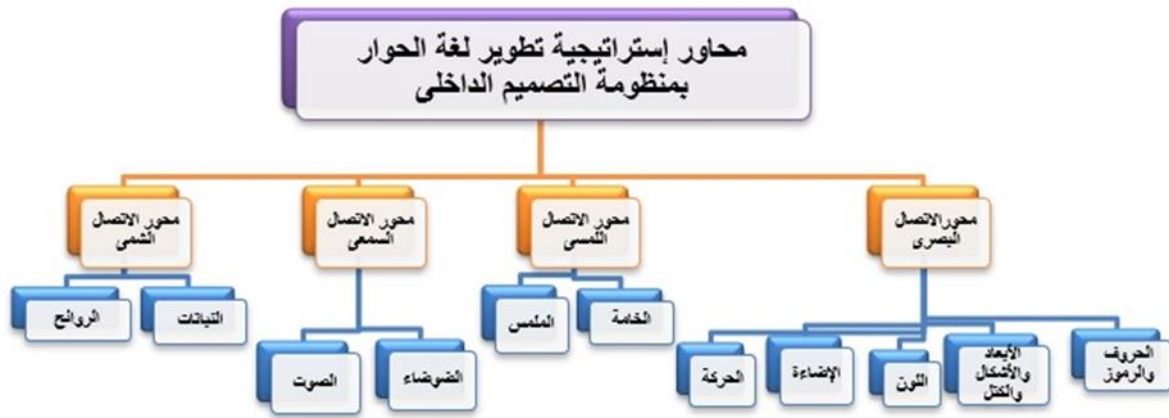 محاور إستراتيجية تطوير لغة الحوار
بمنظومة التصميم الداخلى
محورالاتصال
البصرى
محور الاتصال
اللمسى
محور الاتصال
السمعى
محور الاتصال
الشمى
الحروف
والرموز
الأبعاد
والأشكال
والكتل
اللون
الإضاءة
الحركة
الخامة
الملمس
الضوضاء
الصوت
النباتات
الروائح